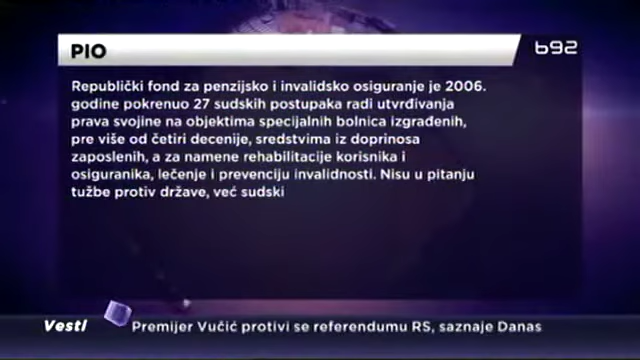 PIO
b92
Republički fond za penzijsko i invalidsko osiguranje je 2006.
godine pokrenuo 27 sudskih postupaka radi utvrđivanja
prava svojine na objektima specijalnih bolnica izgrađenih,
pre više od četiri decenije, sredstvima iz doprinosa
zaposlenih, a za namene rehabilitacije korisnika i
osiguranika, lečenje i prevenciju invalidnosti. Nisu u pitanju
tužbe protiv države, već sudski
Vesti
Premijer Vučić protivi se referendumu RS, saznaje Danas